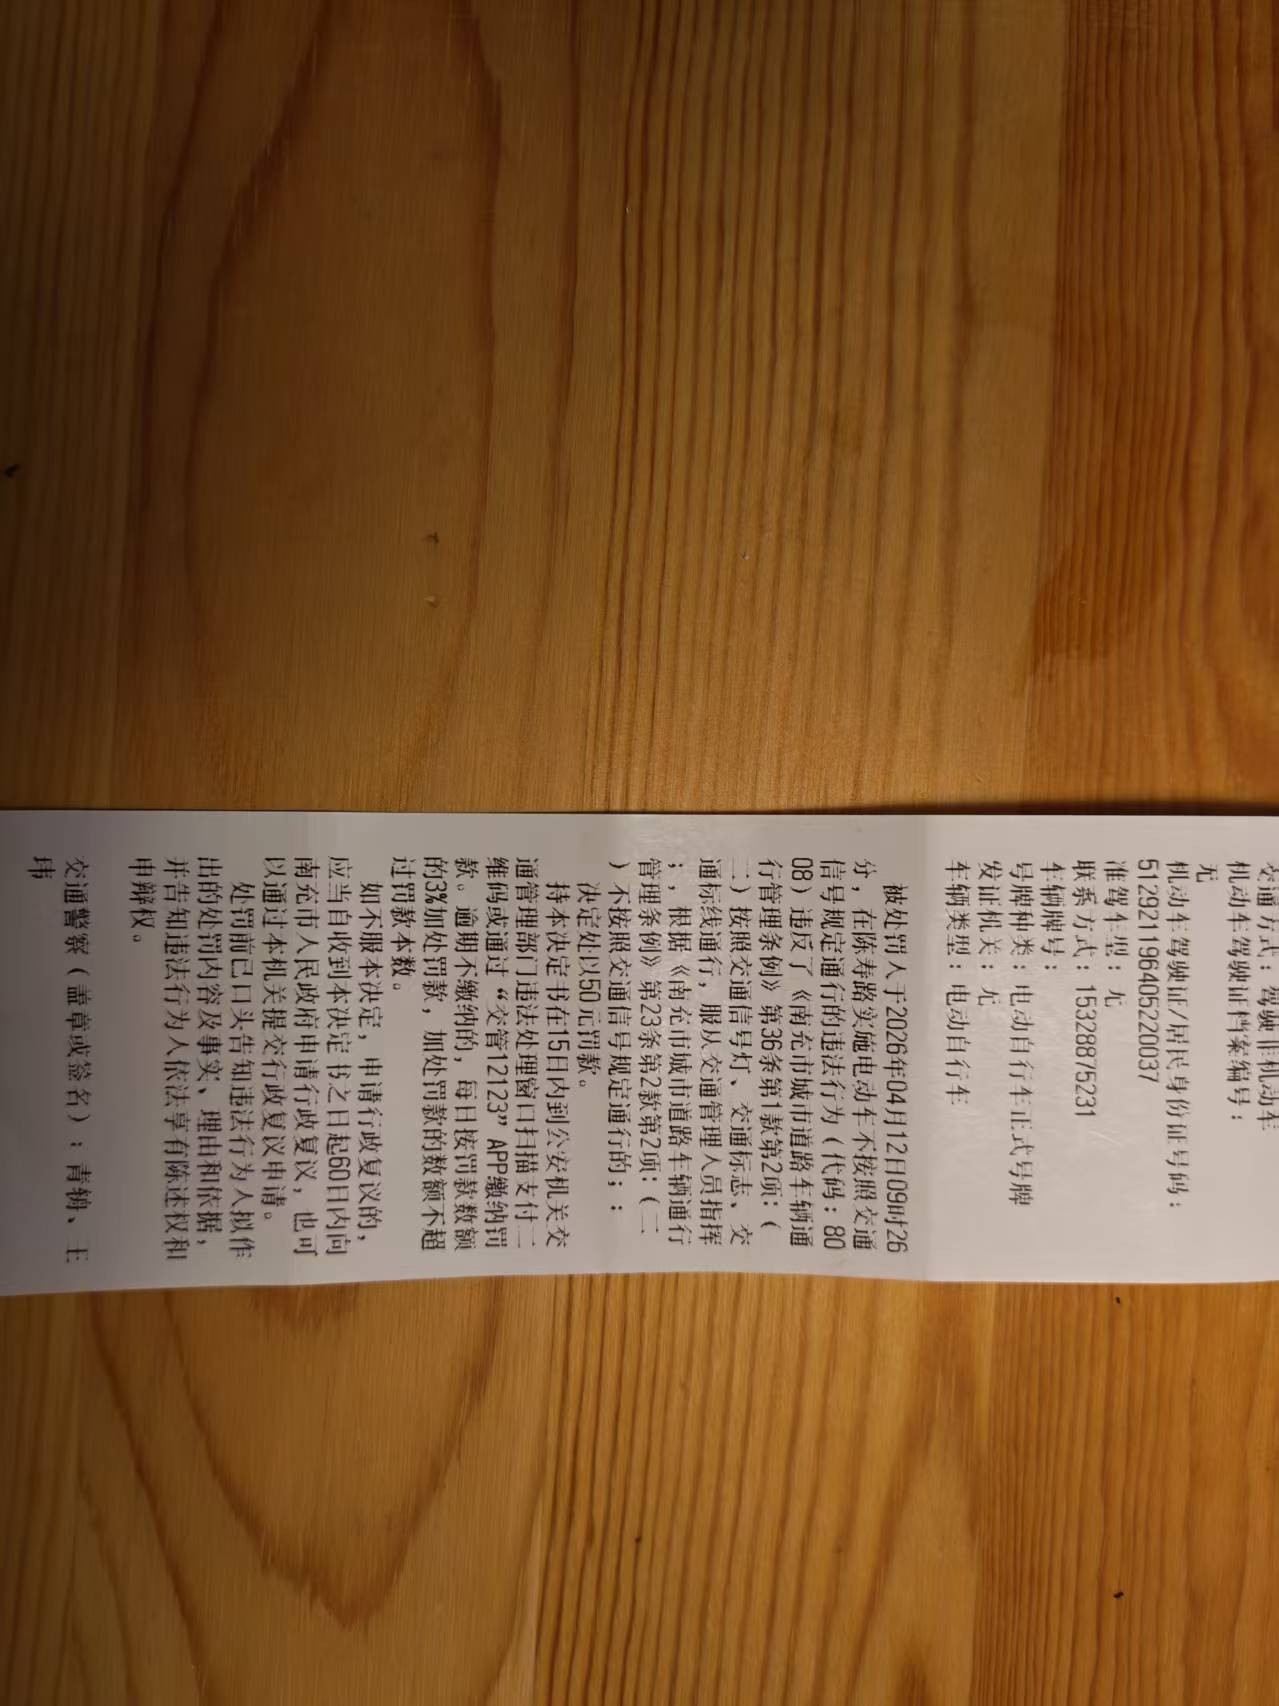 交通方式：驾驶非机动车
机动车驾驶证档案编号：
无
机动车驾驶证/居民身份证号码：
512921196405220037
准驾车型：无
联系方式：15328875231
车辆牌号：
号牌种类：电动自行车正式号牌
发证机关：无
车辆类型：电动自行车
被处罚人于2026年04月12日09时26
分，在陈寿路实施电动车不按照交通
信号规定通行的违法行为（代码：80
08）违反了《南充市城市道路车辆通
行管理条例》第36条第1款第2项：（
二）按照交通信号灯、交通标志、交
通标线通行，服从交通管理人员指挥
；，根据《南充市城市道路车辆通行
管理条例》第23条第2款第2项：（二
）不按照交通信号规定通行的；；
决定处以50元罚款。
持本决定书在15日内到公安机关交
通管理部门违法处理窗口扫描支付二
维码或通过“交管12123”APP缴纳罚
款。逾期不缴纳的，每日按罚款数额
的3%加处罚款，加处罚款的数额不超
过罚款本数。
如不服本决定，申请行政复议的，
应当自收到本决定书之日起60日内向
南充市人民政府申请行政复议，也可
以通过本机关提交行政复议申请。
处罚前已口头告知违法行为人拟作
出的处罚内容及事实、理由和依据，
并告知违法行为人依法享有陈述权和
申辩权。
交通警察（盖章或签名）：青 、王
玮